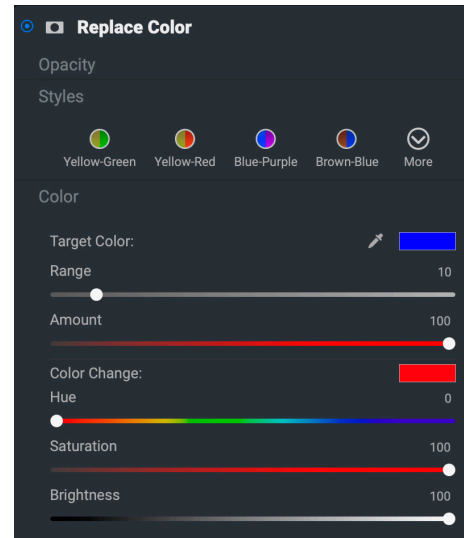 Replace Color
Opacity
Styles
Yellow-Green Yellow-Red Blue-Purple Brown-Blue More
Color
Target Color:
Range 10
Amount 100
Color Change:
Hue 0
Saturation 100
Brightness 100